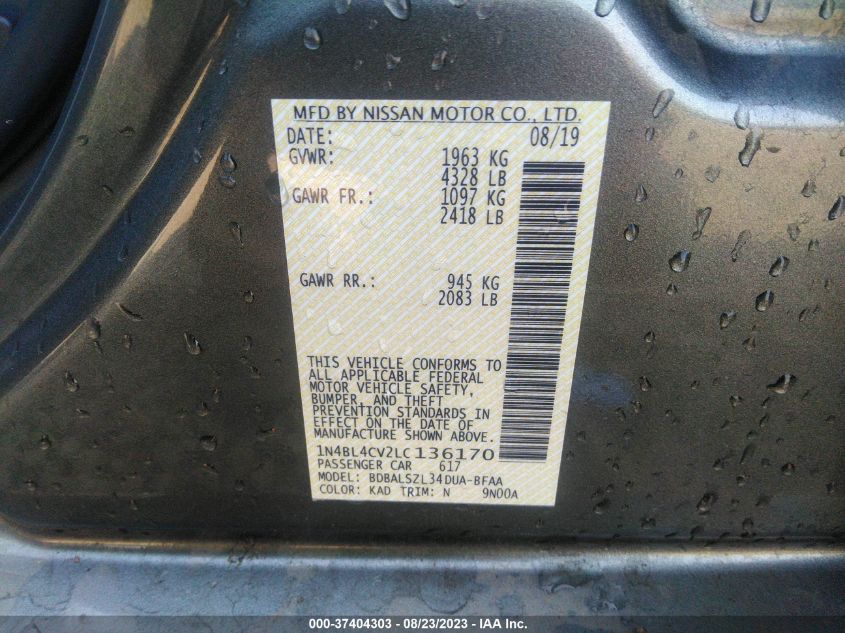 MFD BY NISSAN MOTOR CO., LTD.
DATE: 08/19
GVWR: 1963 KG
4328 LB
GAWR FR.: 1097 KG
2418 LB
GAWR RR.: 945 KG
2083 LB
THIS VEHICLE CONFORMS TO
ALL APPLICABLE FEDERAL
MOTOR VEHICLE SAFETY,
BUMPER, AND THEFT
PREVENTION STANDARDS IN
EFFECT ON THE DATE OF
MANUFACTURE SHOWN ABOVE.
1N4BL4CV2LC136170
PASSENGER CAR 617
MODEL: BDBALSZL34DUA-BFAA
COLOR: KAD TRIM: N 9N00A
000-37404303 - 08/23/2023 - IAA Inc.